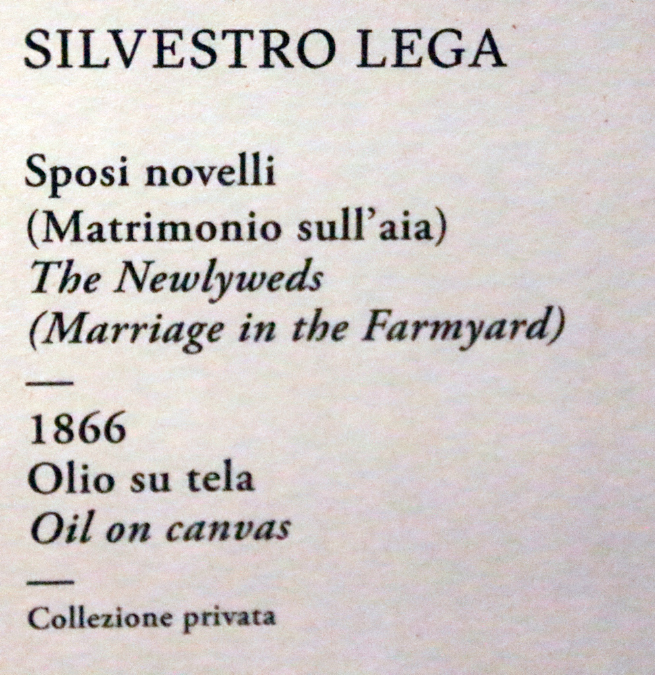 SILVESTRO LEGA
Sposi novelli
(Matrimonio sull’aia)
The Newlyweds
(Marriage in the Farmyard)
—
1866
Olio su tela
Oil on canvas
—
Collezione privata